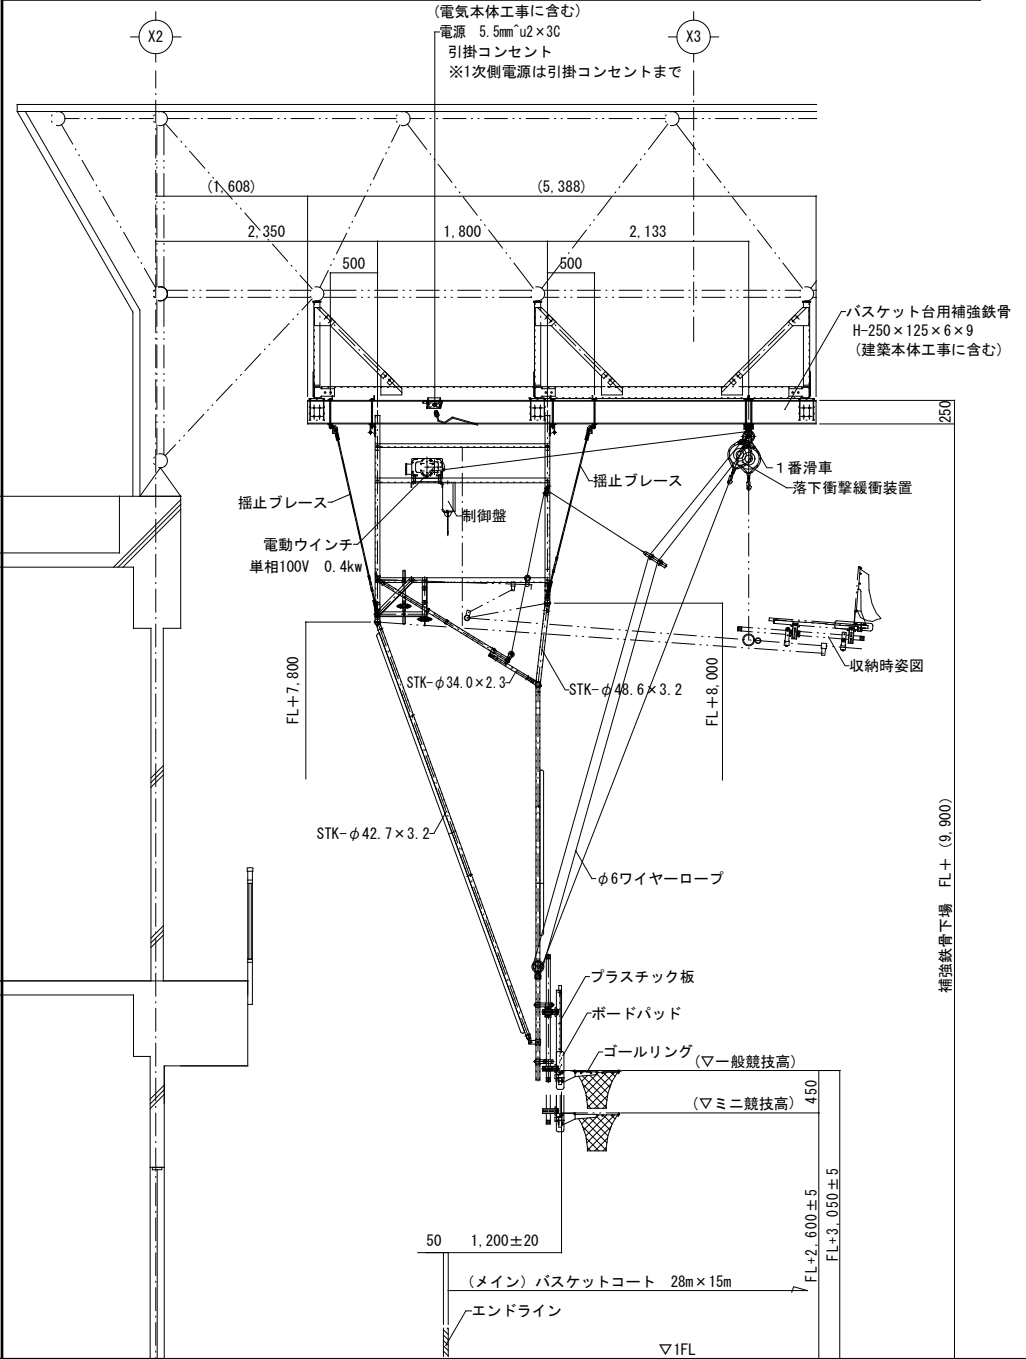 (電気本体工事に含む)
X2
電源 5.5mm^u2×3C
X3
引掛コンセント
※1次側電源は引掛コンセントまで
(1,608)
(5,388)
2,350
1,800
2,133
500
500
バスケット台用補強鉄骨
H-250×125×6×9
(建築本体工事に含む)
250
1番滑車
落下衝撃緩衝装置
揺止ブレース
揺止ブレース
制御盤
電動ウインチ
単相100V 0.4kw
収納時姿図
STK-φ34.0×2.3
STK-φ48.6×3.2
FL+7,800
FL+8,000
STK-φ42.7×3.2
φ6ワイヤーロープ
補強鉄骨下場 FL+(9,900)
プラスチック板
ボードパッド
ゴールリング
(▽一般競技高)
450
(▽ミニ競技高)
FL+2,600±5
FL+3,050±5
50 1,200±20
(メイン)バスケットコート 28m×15m
エンドライン
▽1FL